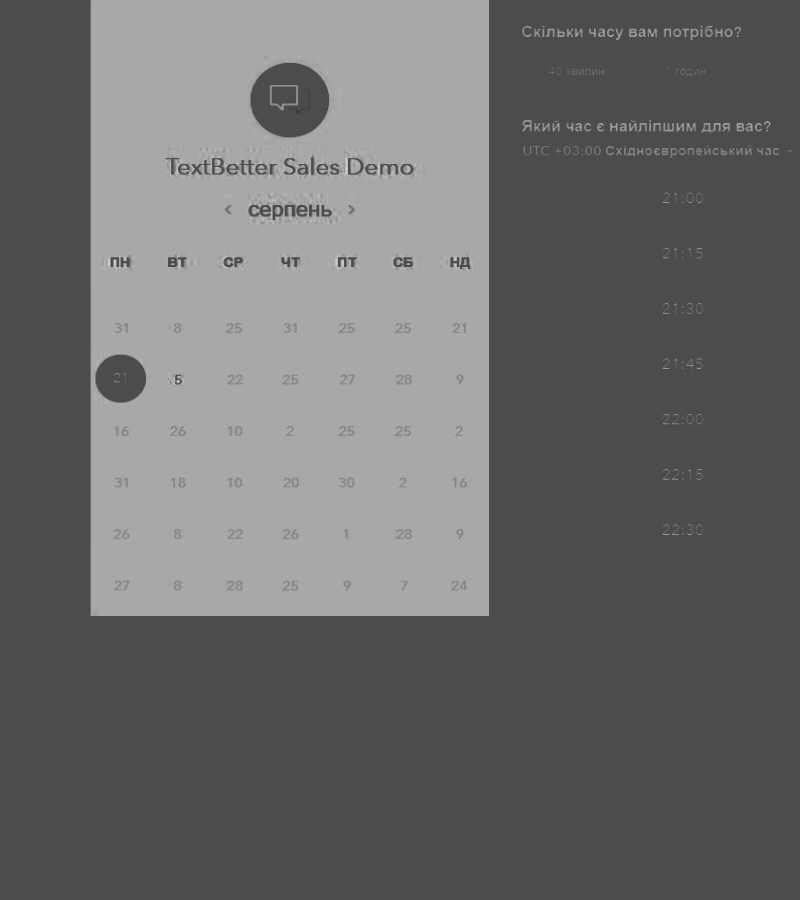 TextBetter Sales Demo
< серпень >
ПН ВТ СР ЧТ ПТ СБ НД
31 8 25 31 25 25 21
21 5 22 25 27 28 9
16 26 10 2 25 25 2
31 18 10 20 30 2 16
26 8 22 26 1 28 9
27 8 28 25 9 7 24
Скільки часу вам потрібно?
40 хвилин 1 годин
Який час є найліпшим для вас?
UTC +03:00 Східноєвропейський час
21:00
21:15
21:30
21:45
22:00
22:15
22:30